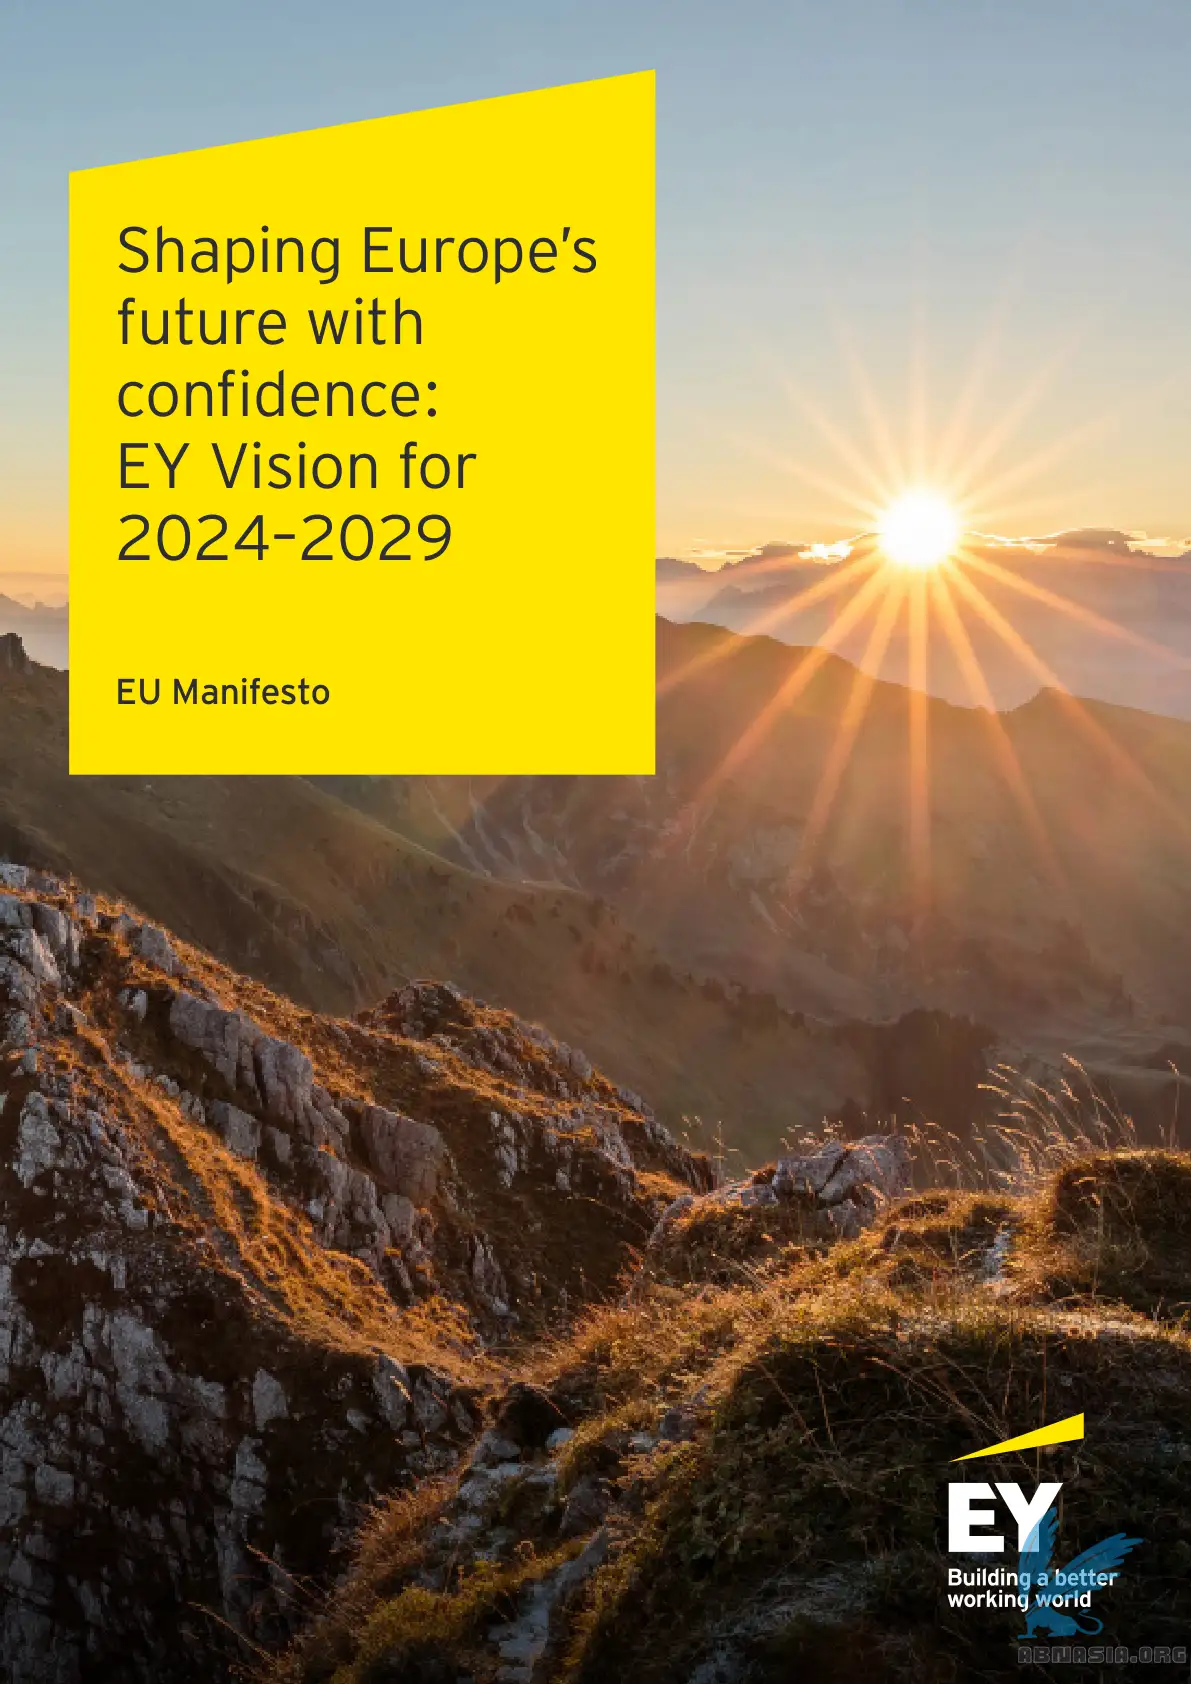 Shaping Europe’s
future with
confidence:
EY Vision for
2024–2029
EU Manifesto
EY
Building a better
working world
ABNASIA.ORG